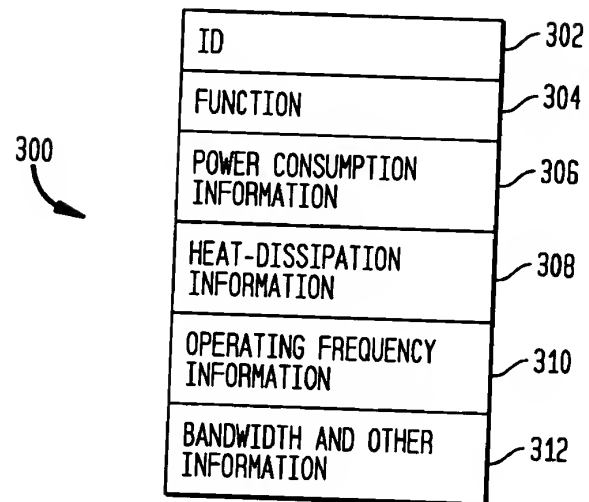 ID
302
FUNCTION
304
300
POWER CONSUMPTION
INFORMATION
306
HEAT-DISSIPATION
INFORMATION
308
OPERATING FREQUENCY
INFORMATION
310
BANDWIDTH AND OTHER
INFORMATION
312